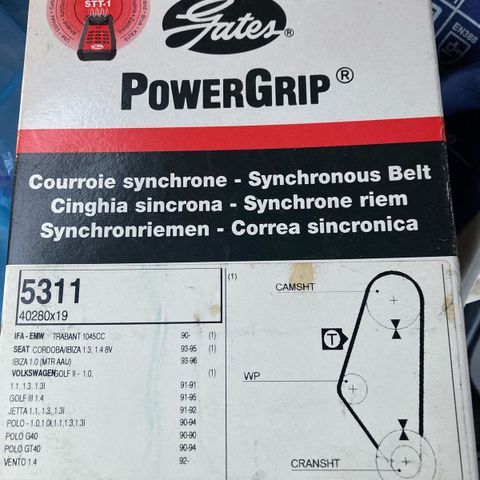 STT-1
Gates®
POWERGRIP®
Courroie synchrone - Synchronous Belt
Cinghia sincrona - Synchrone riem
Synchronriemen - Correa sincronica
5311
40280x19
IFA - EMW TRABANT 1045CC 90- (1)
SEAT CORDOBA/IBIZA 1.3, 1.4 8V 93-95 (1)
IBIZA 1.0 (MTR AAU) 93-96
VOLKSWAGEN GOLF II - 1.0, (1)
1.1, 1.3, 1.3I 91-91
GOLF III 1.4 91-95
JETTA 1.1, 1.3, 1.3I 91-92
POLO - 1.0,1.0I,1.1,1.3,1.3I 90-94
POLO G40 90-90
POLO GT40 90-94
VENTO 1.4 92-
(1)
CAMSHT
T
WP
CRANSHT
EN388